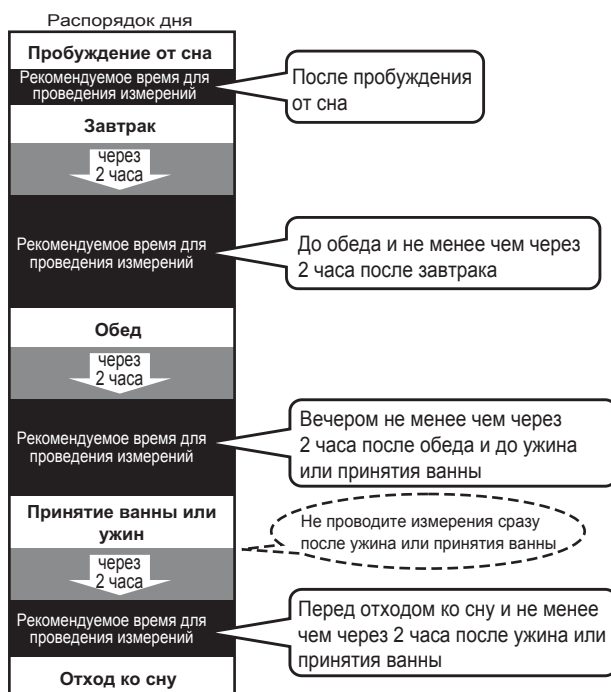 Распорядок дня
Пробуждение от сна
Рекомендуемое время для
проведения измерений
После пробуждения
от сна
Завтрак
через
2 часа
Рекомендуемое время для
проведения измерений
До обеда и не менее чем через
2 часа после завтрака
Обед
через
2 часа
Рекомендуемое время для
проведения измерений
Вечером не менее чем через
2 часа после обеда и до ужина
или принятия ванны
Принятие ванны или
ужин
Не проводите измерения сразу
после ужина или принятия ванны
через
2 часа
Рекомендуемое время для
проведения измерений
Перед отходом ко сну и не менее
чем через 2 часа после ужина или
принятия ванны
Отход ко сну